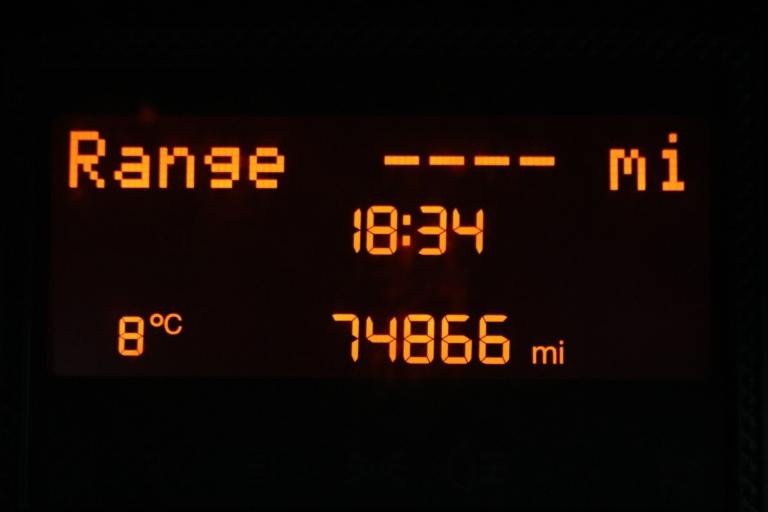 Range ---- mi
18:34
8°C 74866 mi